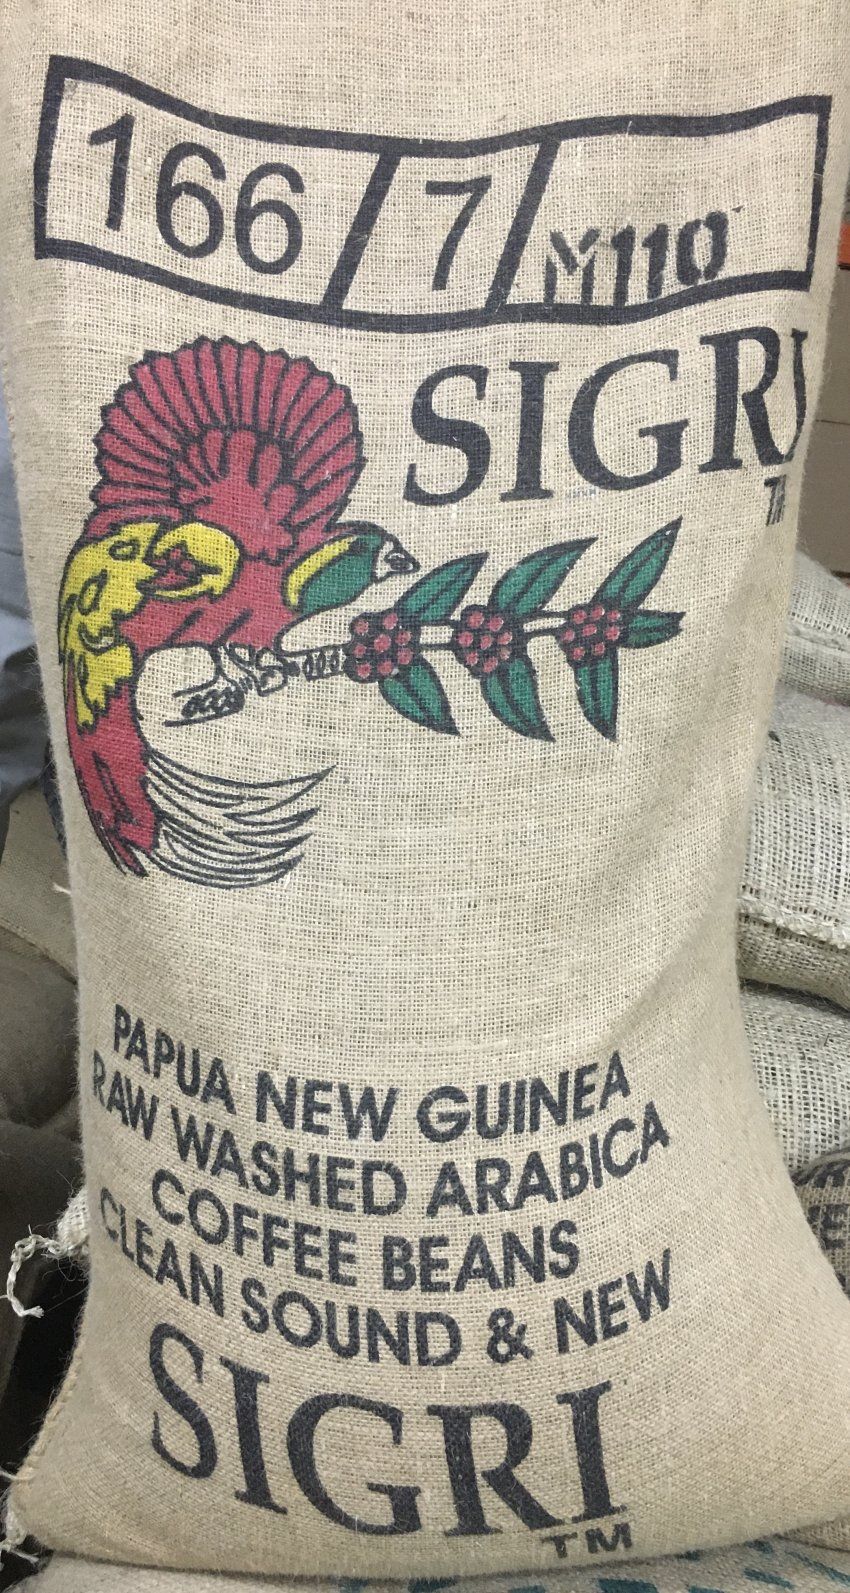 166/7/M110
SIGRI
TM
PAPUA NEW GUINEA
RAW WASHED ARABICA
COFFEE BEANS
CLEAN SOUND & NEW
SIGRI
TM